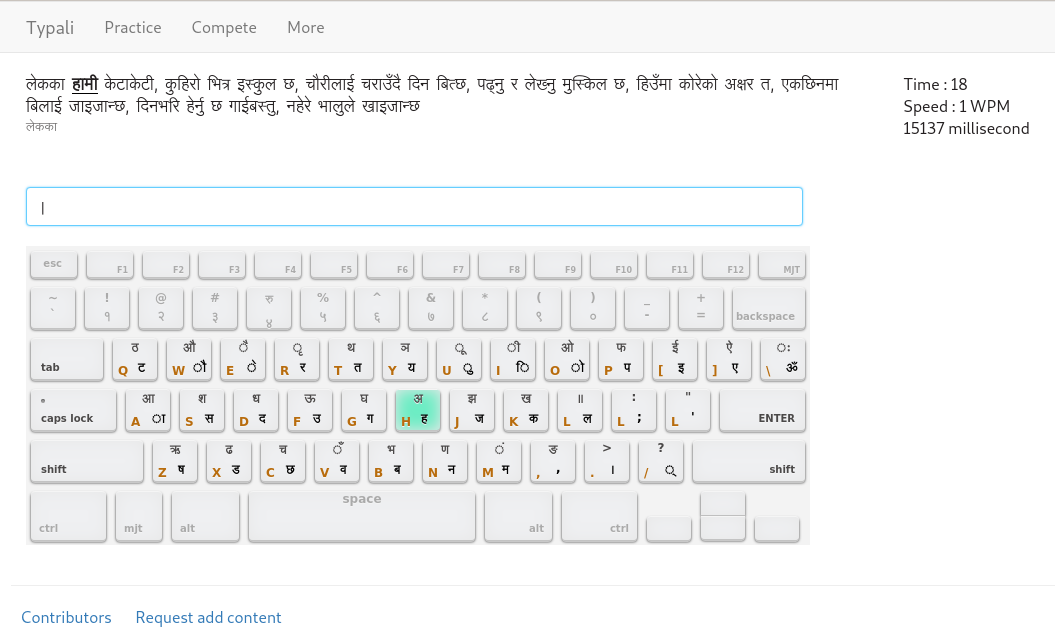 Typali Practice Compete More
लेकका हामी केटाकेटी, कुहिरो भित्र इस्कुल छ, चौरीलाई चराउँदै दिन बित्छ, पढ्नु र लेख्नु मुस्किल छ, हिउँमा कोरेको अक्षर त, एकछिनमा
बिलाई जाइजान्छ, दिनभरि हेर्नु छ गाईबस्तु, नहेरे भालुले खाइजान्छ
लेकका
Time : 18
Speed : 1 WPM
15137 millisecond
esc F1 F2 F3 F4 F5 F6 F7 F8 F9 F10 F11 F12 MJT
~ ! @ # रु % ^ & * ( ) _ +
` १ २ ३ ४ ५ ६ ७ ८ ९ ० - = backspace
ठ औ ै ृ थ ञ ू ी ओ फ ई ऐ ः
tab Q ट W ौ E े R र T त Y य U ु I ि O ो P प [ इ ] ए \ ॐ
आ श ध ऊ घ अ झ ख ॥ : "
caps lock A ा S स D द F उ G ग H ह J ज K क L ल L ; L ' ENTER
ऋ ढ च ँ भ ण ं ङ > ?
shift Z ष X ड C छ V व B ब N न M म , , . । / ् shift
space
ctrl mjt alt alt ctrl
Contributors Request add content